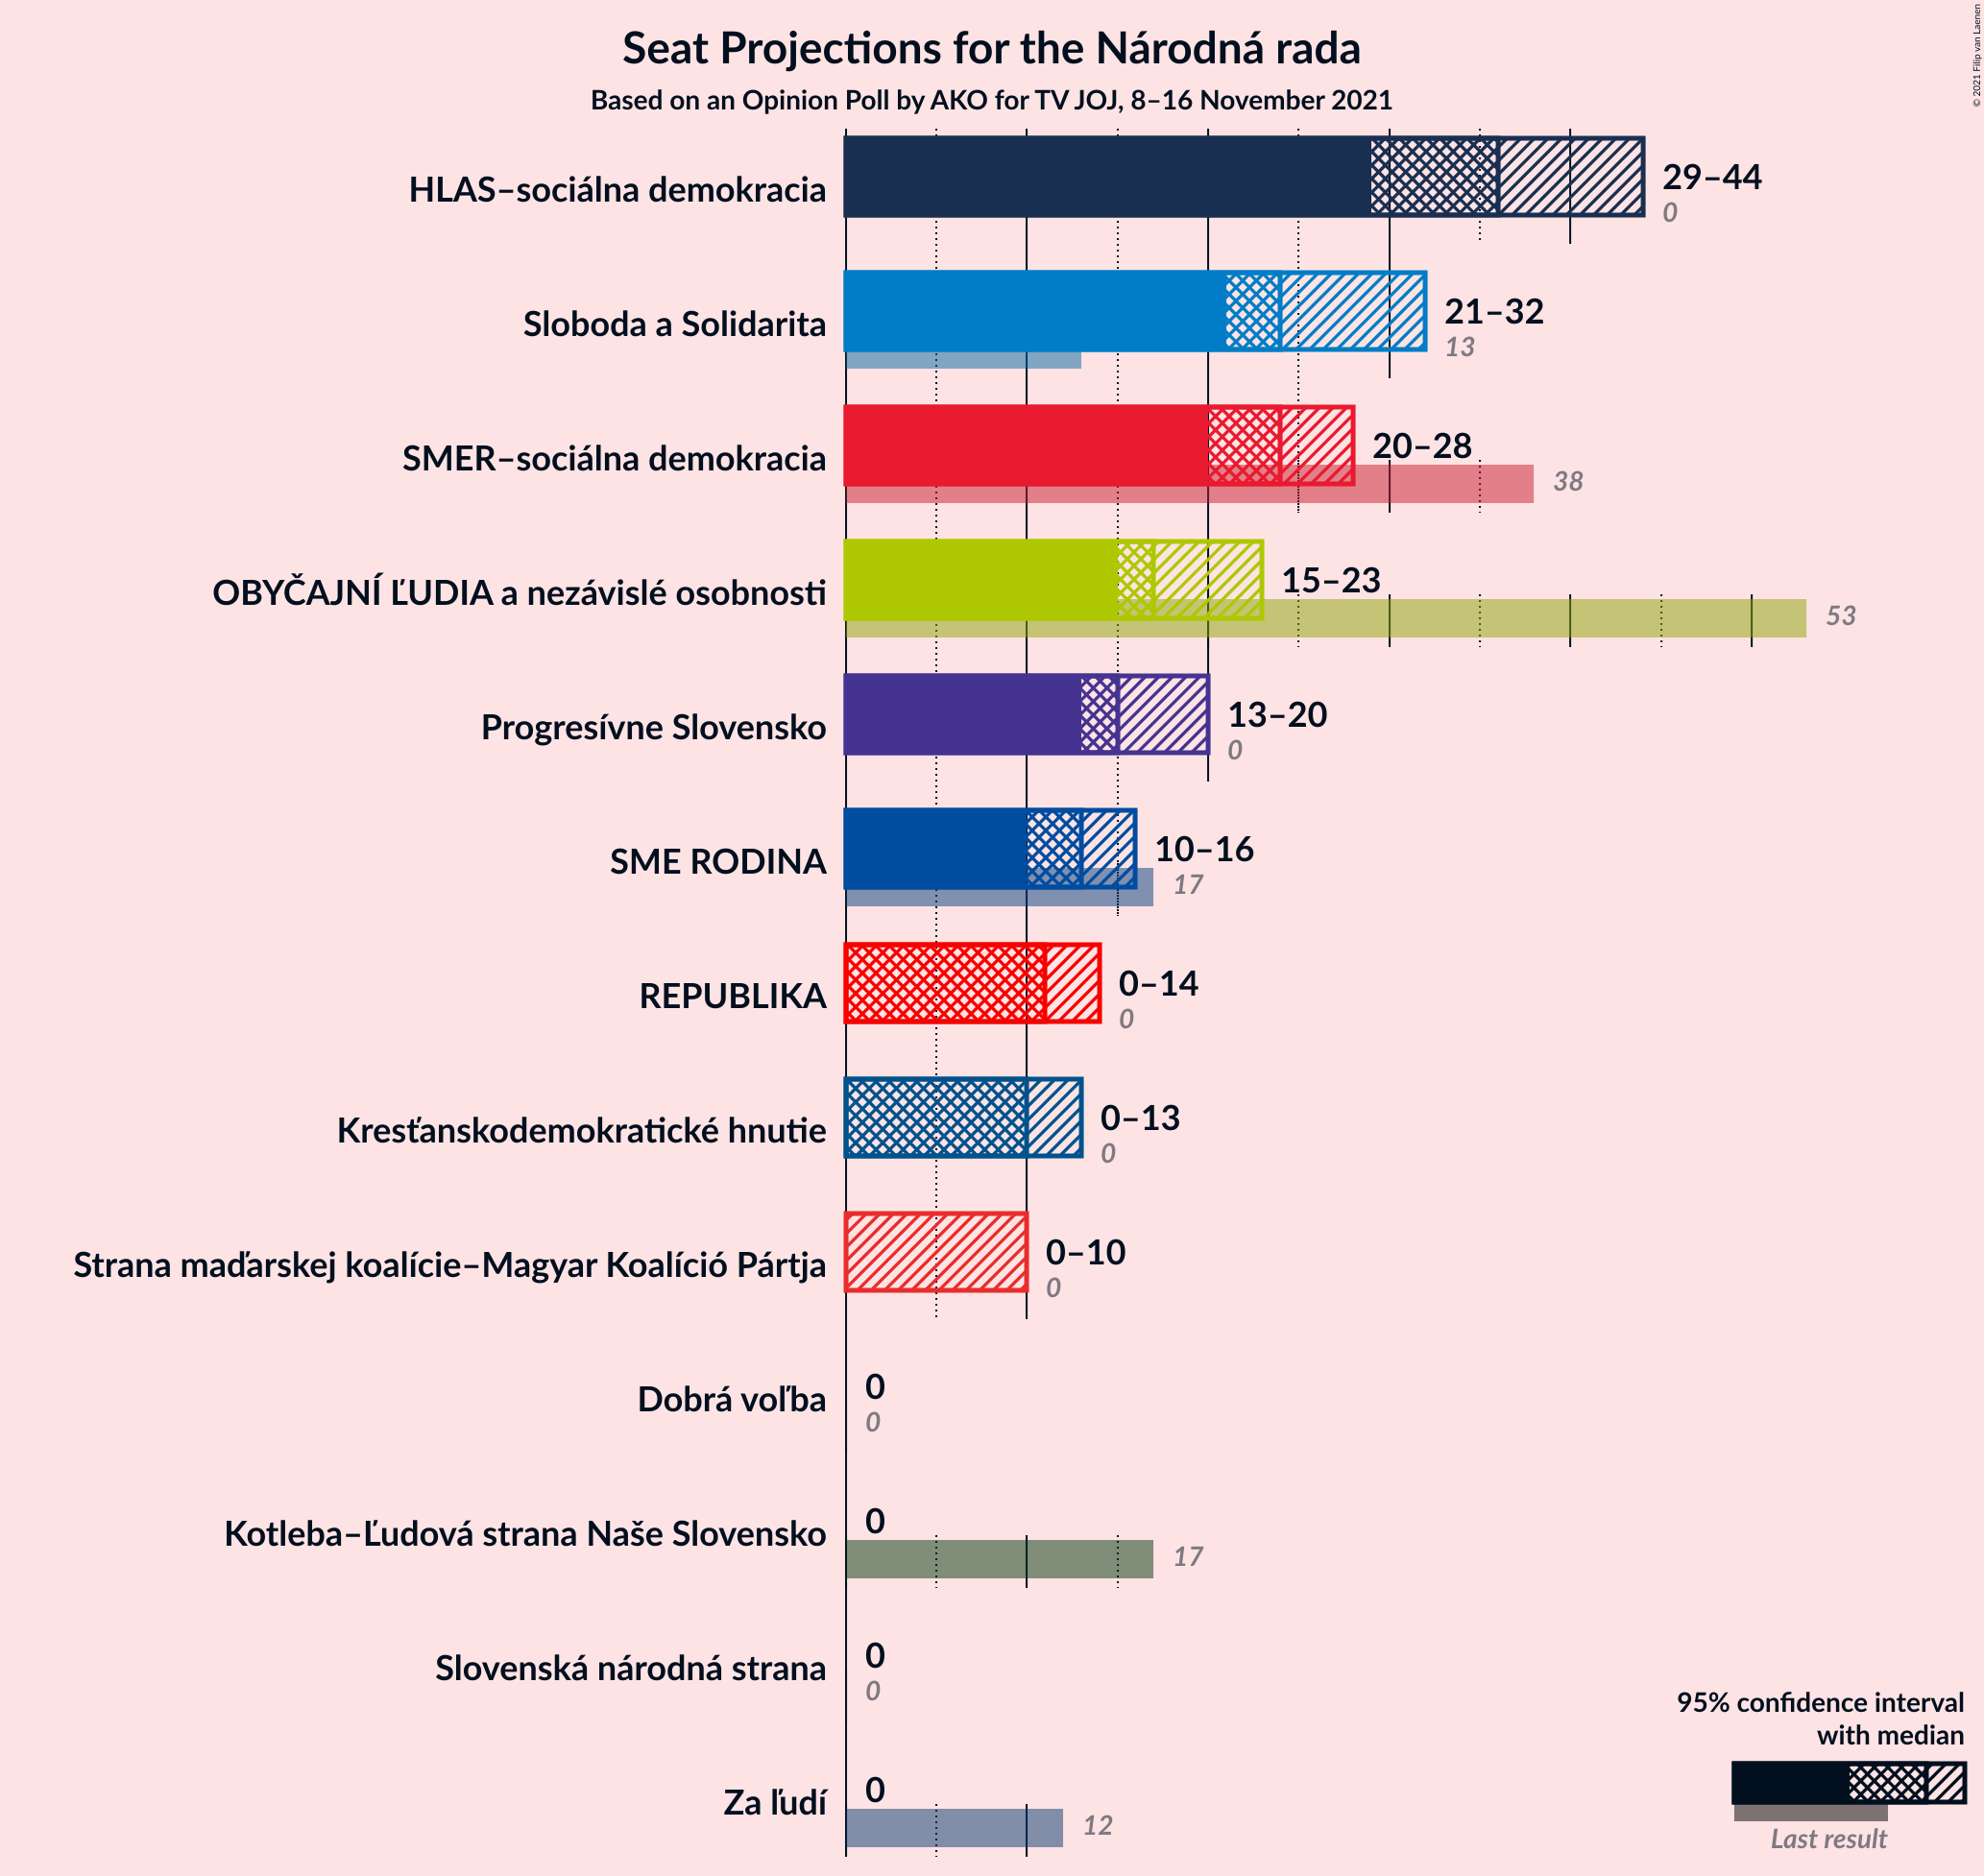 Seat Projections for the Národná rada
Based on an Opinion Poll by AKO for TV JOJ, 8–16 November 2021
© 2021 Filip van Laenen
HLAS–sociálna demokracia
29–44
0
Sloboda a Solidarita
21–32
13
SMER–sociálna demokracia
20–28
38
OBYČAJNÍ ĽUDIA a nezávislé osobnosti
15–23
53
Progresívne Slovensko
13–20
0
SME RODINA
10–16
17
REPUBLIKA
0–14
0
Kresťanskodemokratické hnutie
0–13
0
Strana maďarskej koalície–Magyar Koalíció Pártja
0–10
0
Dobrá voľba
0
0
Kotleba–Ľudová strana Naše Slovensko
0
17
Slovenská národná strana
0
0
Za ľudí
0
12
95% confidence interval
with median
Last result